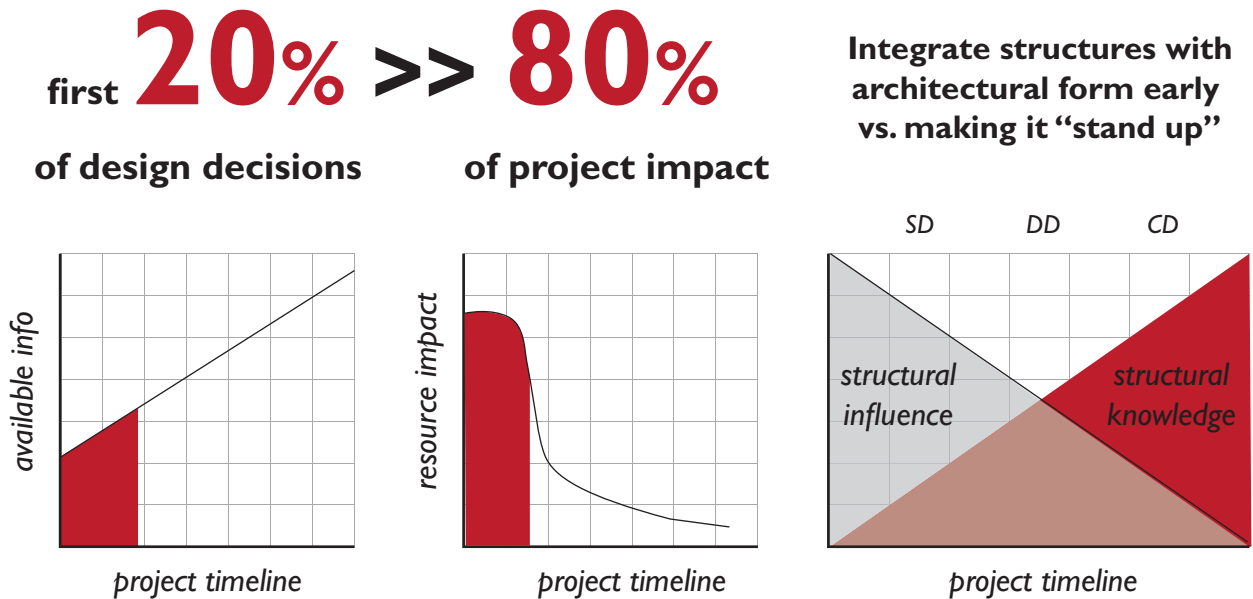 first 20% >> 80%
of design decisions
of project impact
Integrate structures with
architectural form early
vs. making it “stand up”
available info
project timeline
resource impact
project timeline
SD DD CD
structural
influence
structural
knowledge
project timeline